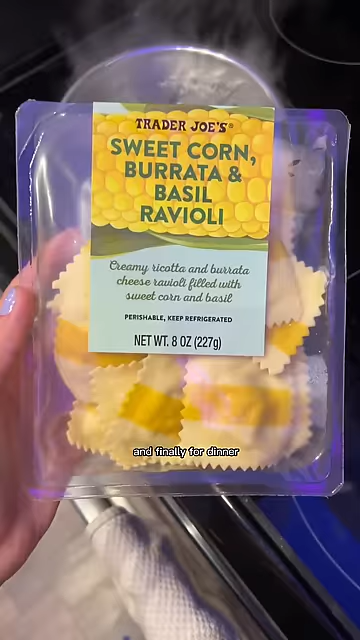 TRADER JOE'S®
SWEET CORN,
BURRATA &
BASIL
RAVIOLI
Creamy ricotta and burrata
cheese ravioli filled with
sweet corn and basil
PERISHABLE, KEEP REFRIGERATED
NET WT. 8 OZ (227g)
and finally for dinner